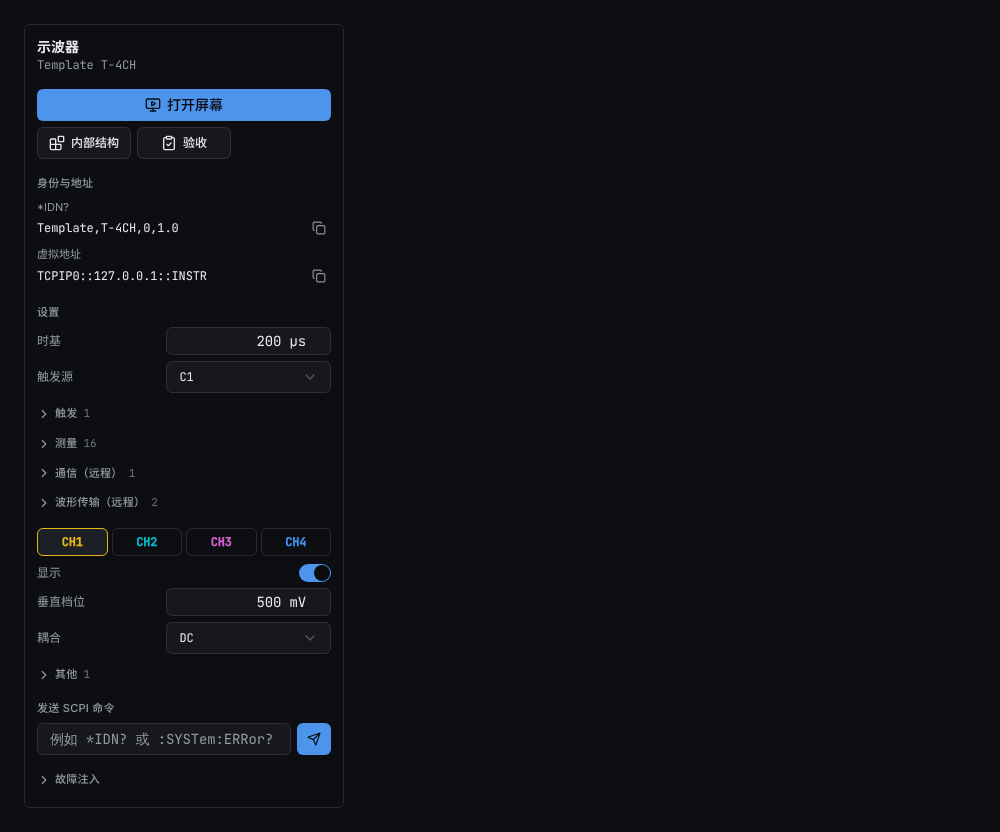 示波器
Template T-4CH
打开屏幕
内部结构 验收
身份与地址
*IDN?
Template,T-4CH,0,1.0
虚拟地址
TCPIP0::127.0.0.1::INSTR
设置
时基 200 µs
触发源 C1
触发 1
测量 16
通信（远程） 1
波形传输（远程） 2
CH1 CH2 CH3 CH4
显示
垂直档位 500 mV
耦合 DC
其他 1
发送 SCPI 命令
例如 *IDN? 或 :SYSTem:ERRor?
故障注入